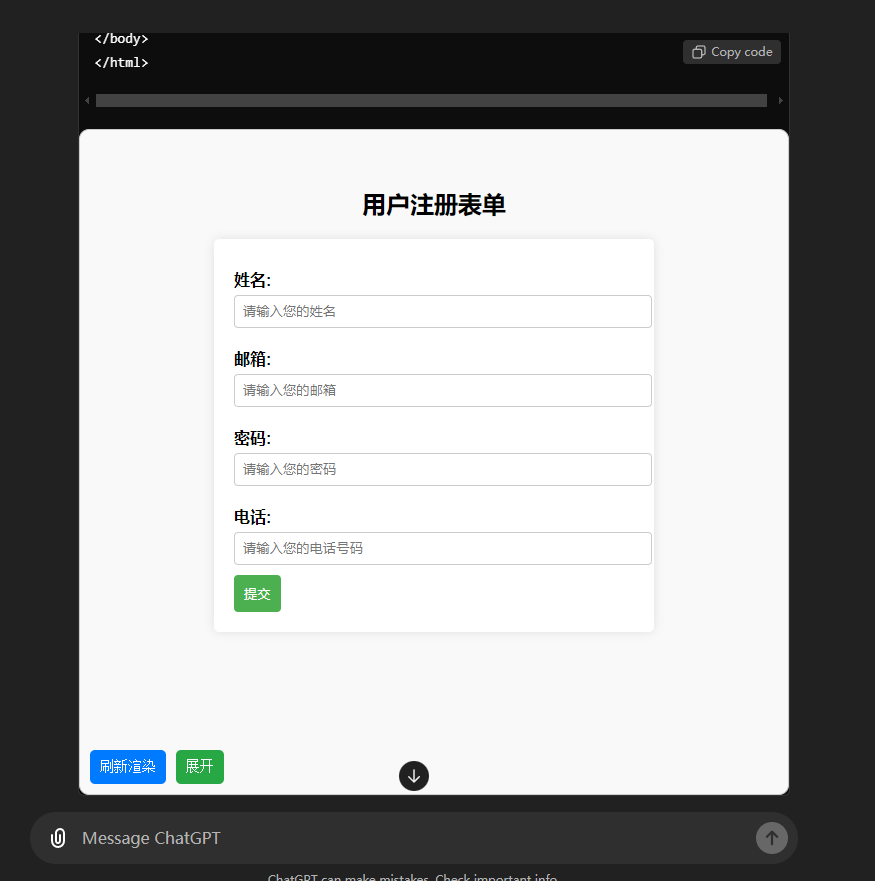 </body>
</html>
Copy code
用户注册表单
姓名:
请输入您的姓名
邮箱:
请输入您的邮箱
密码:
请输入您的密码
电话:
请输入您的电话号码
提交
刷新渲染 展开
Message ChatGPT
ChatGPT can make mistakes. Check important info.